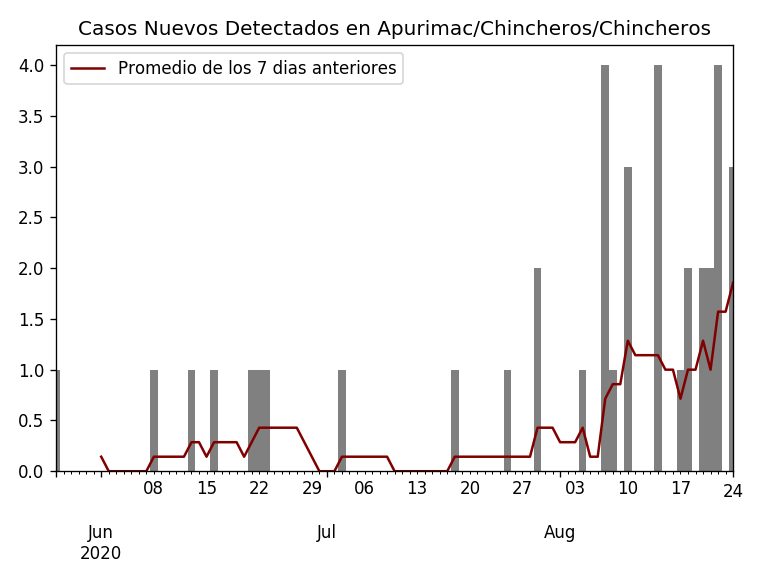 Casos Nuevos Detectados en Apurimac/Chincheros/Chincheros
Promedio de los 7 dias anteriores
4.0
3.5
3.0
2.5
2.0
1.5
1.0
0.5
0.0
08 15 22 29 06 13 20 27 03 10 17 24
Jun Jul Aug
2020